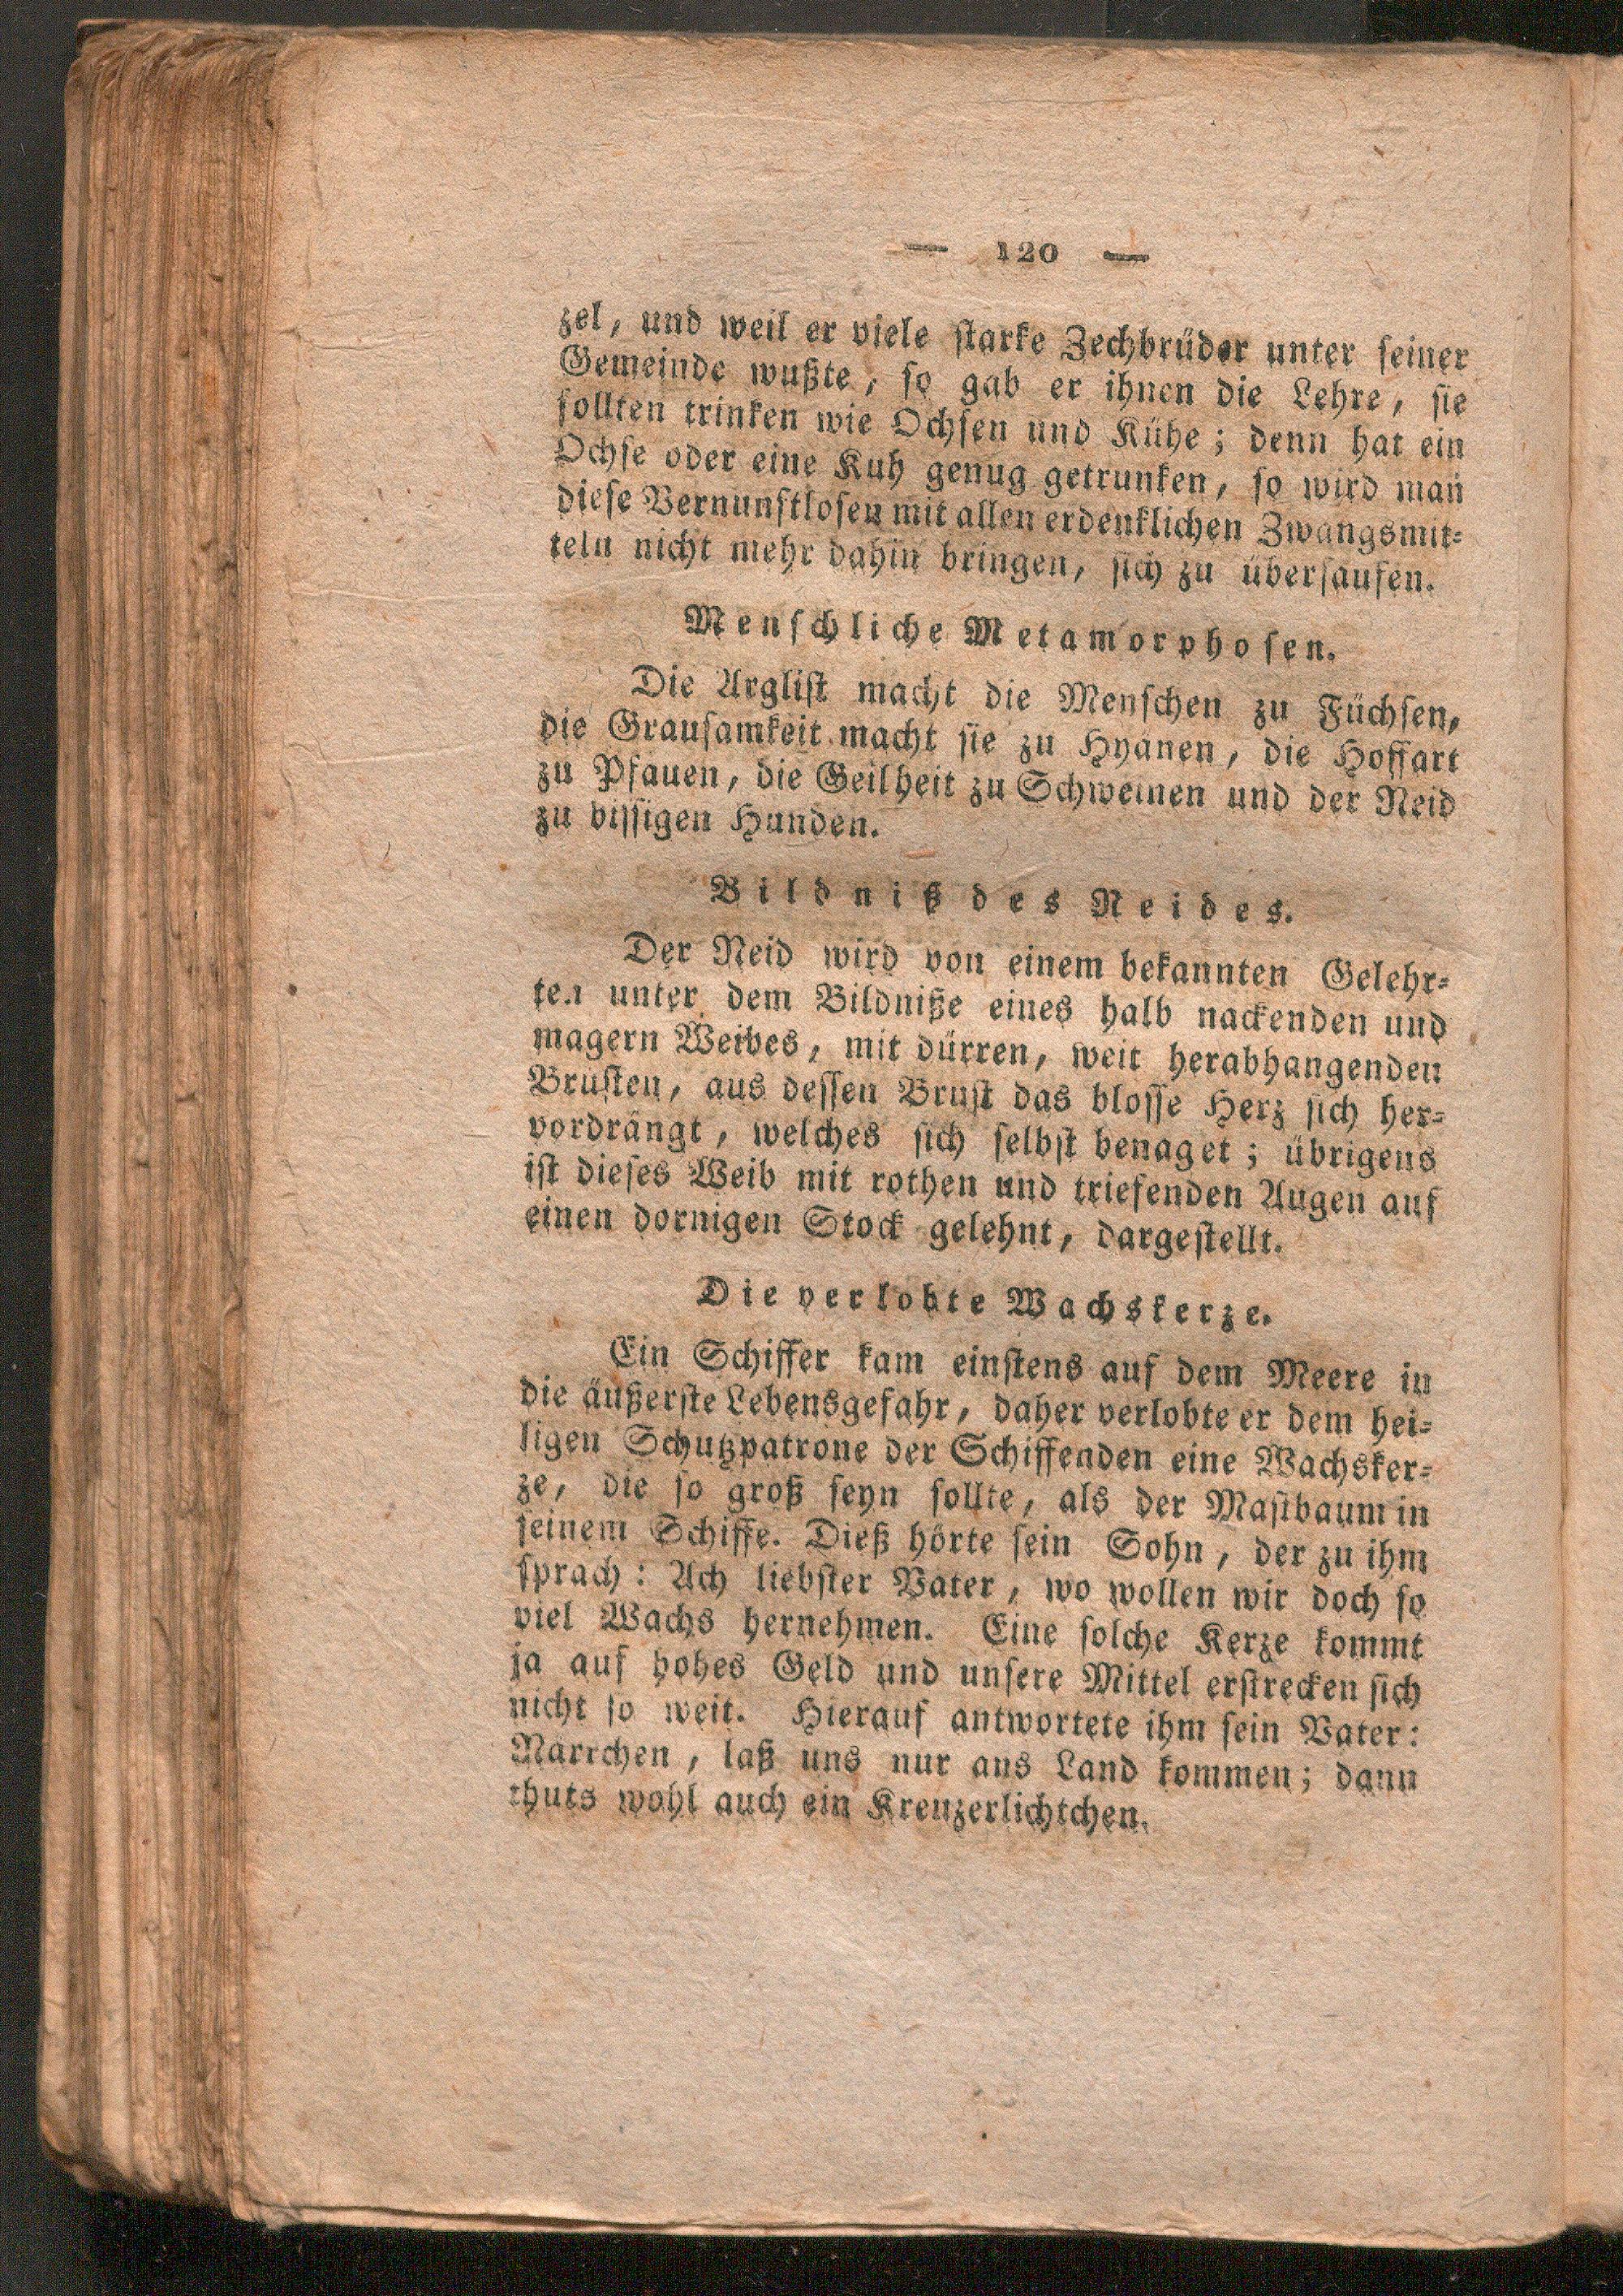 — 120 —
zel, und weil er viele starke Zechbrüder unter seiner
Gemeinde wußte, so gab er ihnen die Lehre, sie
sollten trinken wie Ochsen und Kühe; denn hat ein
Ochse oder eine Kuh genug getrunken, so wird man
diese Vernunftlosen mit allen erdenklichen Zwangsmit-
teln nicht mehr dahin bringen, sich zu übersaufen.
Menschliche Metamorphosen.
Die Arglist macht die Menschen zu Füchsen,
die Grausamkeit macht sie zu Hyänen, die Hoffart
zu Pfauen, die Geilheit zu Schweinen und der Neid
zu bissigen Hunden.
Bildniß des Neides.
Der Neid wird von einem bekannten Gelehr-
ten unter dem Bildniße eines halb nackenden und
magern Weibes, mit dürren, weit herabhangenden
Brüsten, aus dessen Brust das blosse Herz sich her-
vordrängt, welches sich selbst benaget; übrigens
ist dieses Weib mit rothen und triefenden Augen auf
einen dornigen Stock gelehnt, dargestellt.
Die verlobte Wachskerze.
Ein Schiffer kam einstens auf dem Meere in
die äußerste Lebensgefahr, daher verlobte er dem hei-
ligen Schutzpatrone der Schiffenden eine Wachsker-
ze, die so groß seyn sollte, als der Mastbaum in
seinem Schiffe. Dieß hörte sein Sohn, der zu ihm
sprach: Ach liebster Vater, wo wollen wir doch so
viel Wachs hernehmen. Eine solche Kerze kommt
ja auf hohes Geld und unsere Mittel erstrecken sich
nicht so weit. Hierauf antwortete ihm sein Vater:
Närrchen, laß uns nur ans Land kommen; dann
thuts wohl auch ein Kreuzerlichtchen.